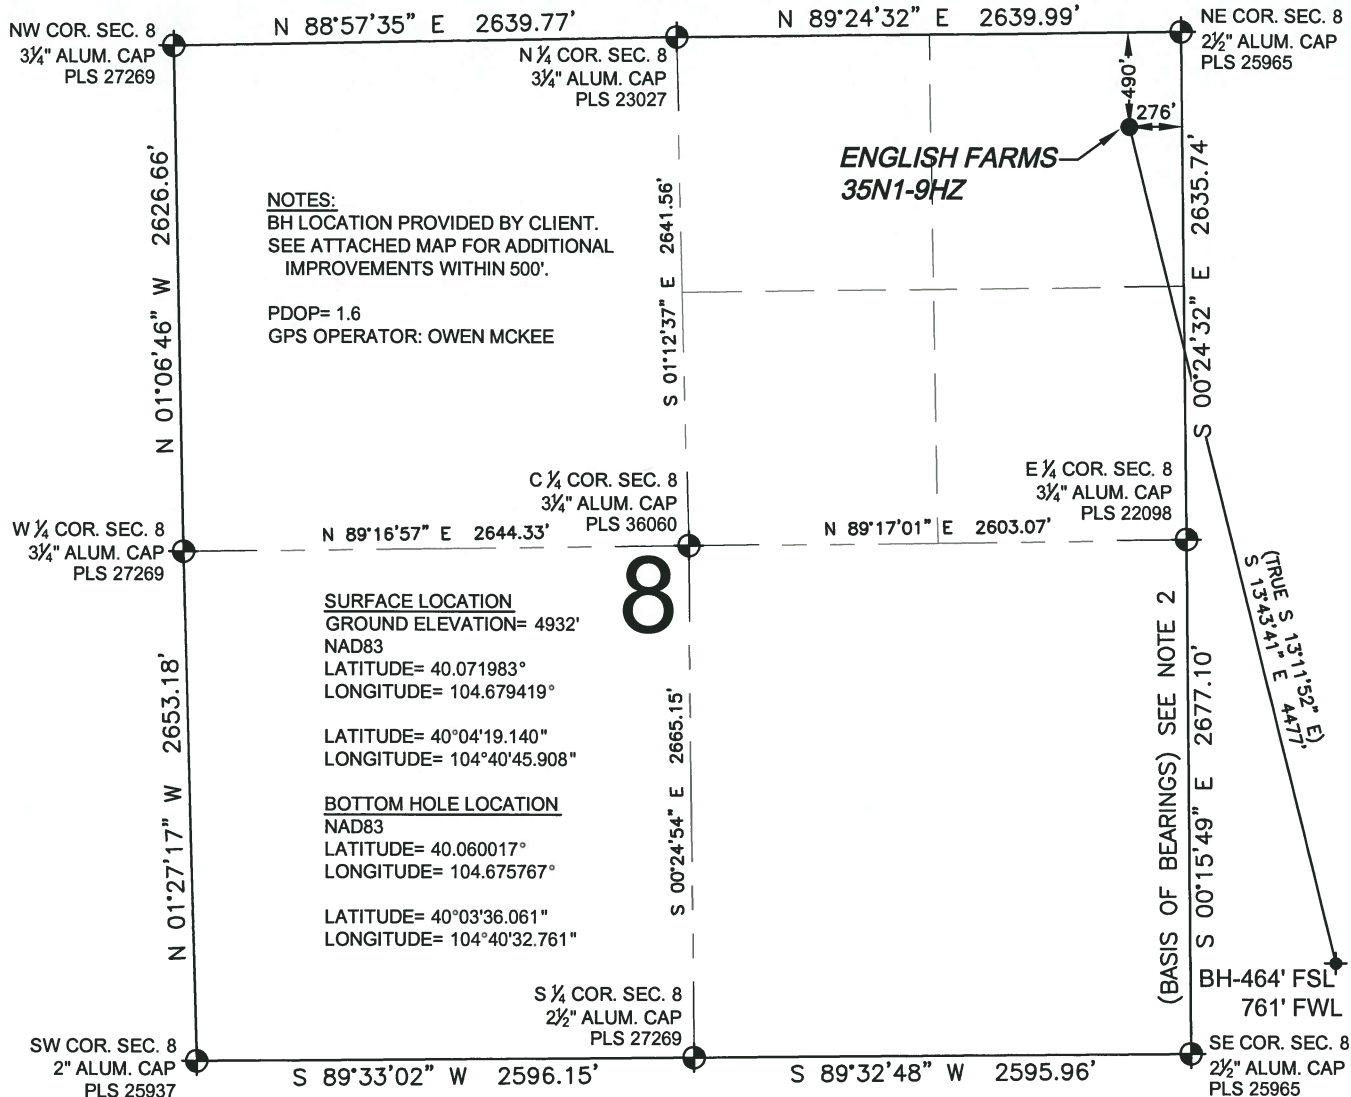 N 88°57'35" E 2639.77'
N 89°24'32" E 2639.99'
NW COR. SEC. 8
3¼" ALUM. CAP
PLS 27269
N ¼ COR. SEC. 8
3¼" ALUM. CAP
PLS 23027
NE COR. SEC. 8
2½" ALUM. CAP
PLS 25965
490'
276'
ENGLISH FARMS
35N1-9HZ
N 01°06'46" W 2626.66'
NOTES:
BH LOCATION PROVIDED BY CLIENT.
SEE ATTACHED MAP FOR ADDITIONAL
IMPROVEMENTS WITHIN 500'.
PDOP= 1.6
GPS OPERATOR: OWEN MCKEE
S 01°12'37" E 2641.56'
S 00°24'32" E 2635.74'
C ¼ COR. SEC. 8
3¼" ALUM. CAP
PLS 36060
E ¼ COR. SEC. 8
3¼" ALUM. CAP
PLS 22098
W ¼ COR. SEC. 8
3¼" ALUM. CAP
PLS 27269
N 89°16'57" E 2644.33'
N 89°17'01" E 2603.07'
8
(TRUE S 13°11'52" E)
S 13°43'41" E 4477'
SURFACE LOCATION
GROUND ELEVATION= 4932'
NAD83
LATITUDE= 40.071983°
LONGITUDE= 104.679419°
LATITUDE= 40°04'19.140"
LONGITUDE= 104°40'45.908"
BOTTOM HOLE LOCATION
NAD83
LATITUDE= 40.060017°
LONGITUDE= 104.675767°
LATITUDE= 40°03'36.061"
LONGITUDE= 104°40'32.761"
N 01°27'17" W 2653.18'
S 00°24'54" E 2665.15'
(BASIS OF BEARINGS) SEE NOTE 2
S 00°15'49" E 2677.10'
BH-464' FSL
761' FWL
S ¼ COR. SEC. 8
2½" ALUM. CAP
PLS 27269
SW COR. SEC. 8
2" ALUM. CAP
PLS 25937
SE COR. SEC. 8
2½" ALUM. CAP
PLS 25965
S 89°33'02" W 2596.15'
S 89°32'48" W 2595.96'